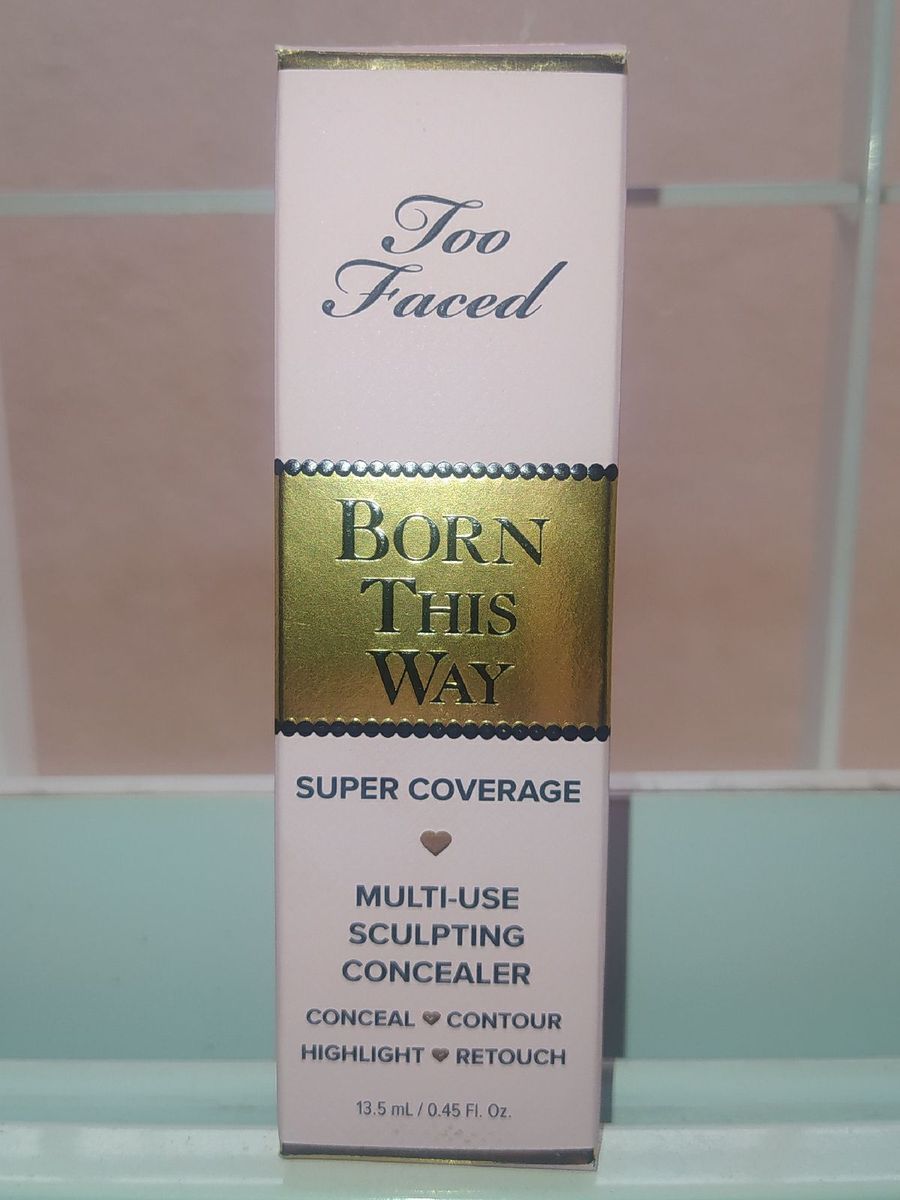 Too
Faced
BORN
THIS
WAY
SUPER COVERAGE
MULTI-USE
SCULPTING
CONCEALER
CONCEAL ♥ CONTOUR
HIGHLIGHT ♥ RETOUCH
13.5 mL / 0.45 Fl. Oz.